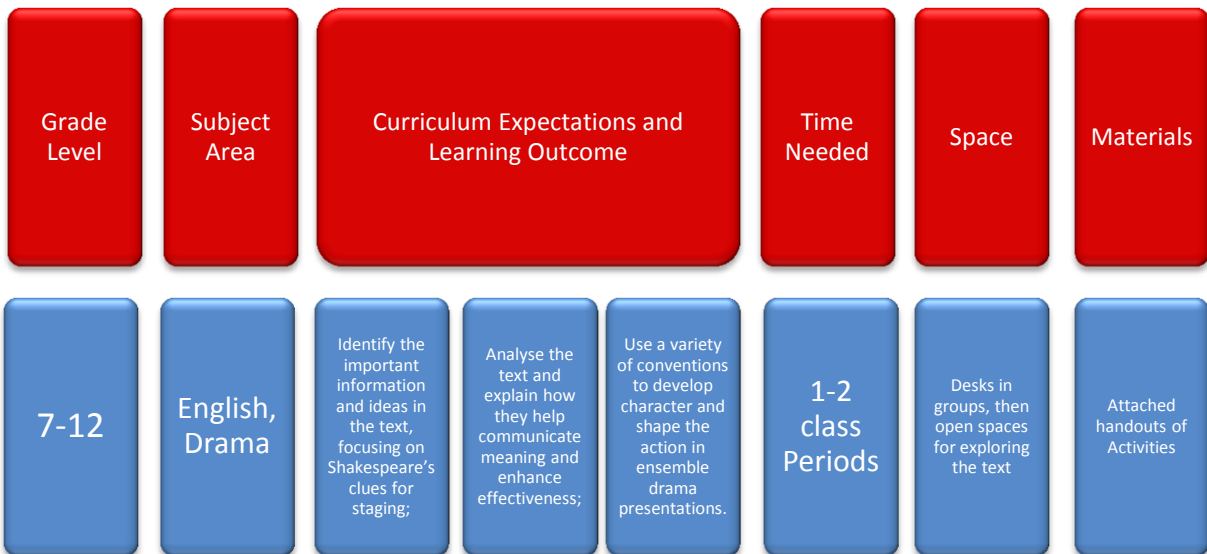 Grade
Level
Subject
Area
Curriculum Expectations and
Learning Outcome
Time
Needed
Space
Materials
7-12
English,
Drama
Identify the
important
information
and ideas in
the text,
focusing on
Shakespeare's
clues for
staging;
Analyse the
text and
explain how
they help
communicate
meaning and
enhance
effectiveness;
Use a variety
of conventions
to develop
character and
shape the
action in
ensemble
drama
presentations.
1-2
class
Periods
Desks in
groups, then
open spaces
for exploring
the text
Attached
handouts of
Activities